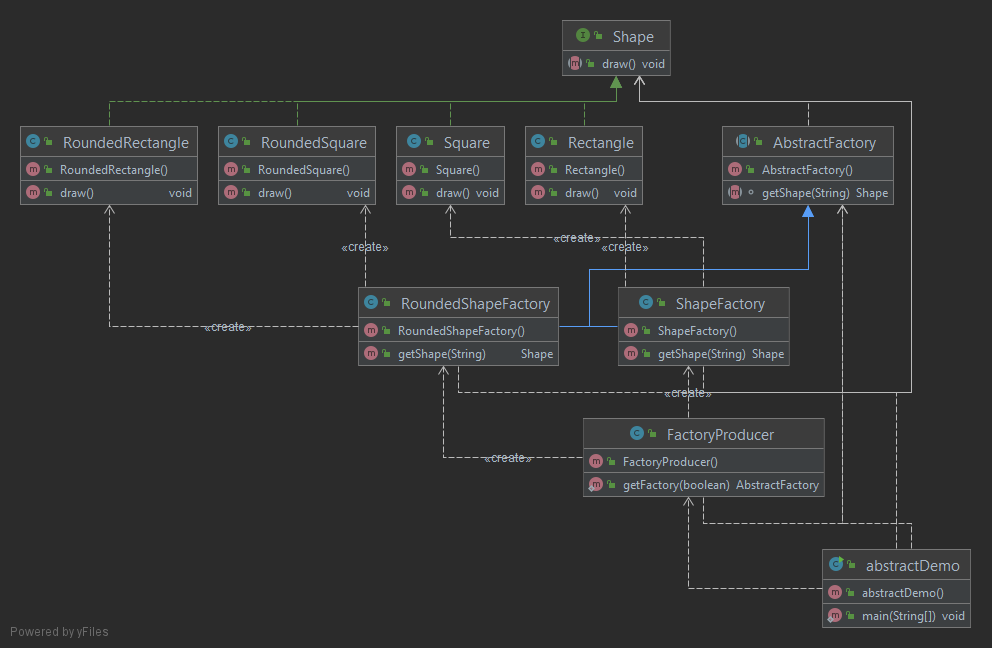 Shape
draw() void
RoundedRectangle
RoundedRectangle()
draw() void
RoundedSquare
RoundedSquare()
draw() void
Square
Square()
draw() void
Rectangle
Rectangle()
draw() void
AbstractFactory
AbstractFactory()
getShape(String) Shape
«create»
«create»
«create»
RoundedShapeFactory
RoundedShapeFactory()
getShape(String) Shape
ShapeFactory
ShapeFactory()
getShape(String) Shape
«create»
«create»
FactoryProducer
FactoryProducer()
getFactory(boolean) AbstractFactory
«create»
abstractDemo
abstractDemo()
main(String[]) void
Powered by yFiles